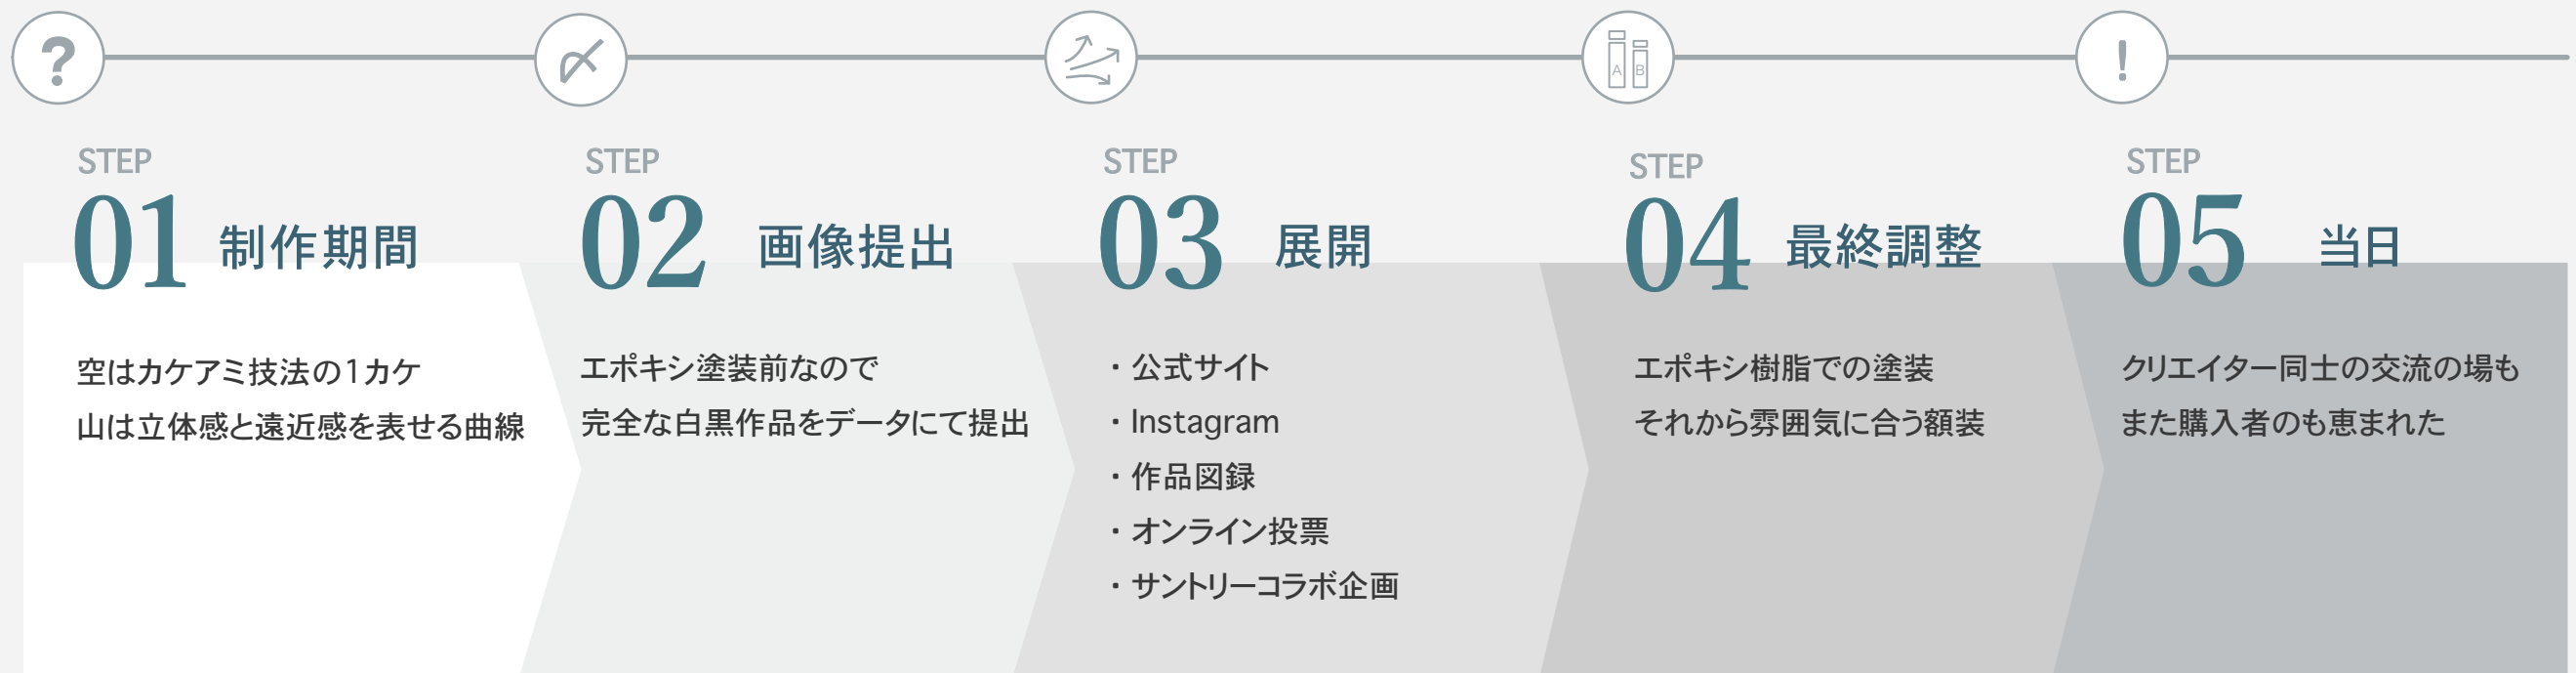 ?
!
A B
STEP
01 制作期間
空はカケアミ技法の1カケ
山は立体感と遠近感を表せる曲線
STEP
02 画像提出
エポキシ塗装前なので
完全な白黒作品をデータにて提出
STEP
03 展開
・公式サイト
・Instagram
・作品図録
・オンライン投票
・サントリーコラボ企画
STEP
04 最終調整
エポキシ樹脂での塗装
それから雰囲気に合う額装
STEP
05 当日
クリエイター同士の交流の場も
また購入者のも恵まれた